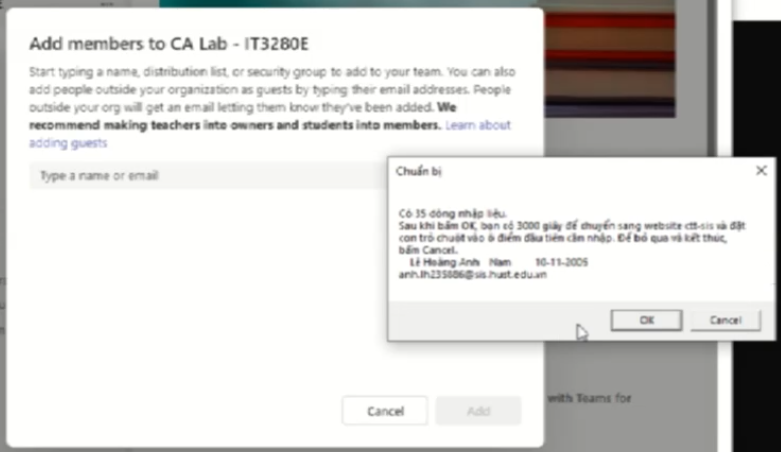 Add members to CA Lab - IT3280E
Start typing a name, distribution list, or security group to add to your team. You can also
add people outside your organization as guests by typing their email addresses. People
outside your org will get an email letting them know they've been added. We
recommend making teachers into owners and students into members. Learn about
adding guests
Type a name or email
Chuẩn bị
Có 35 dòng nhập liệu.
Sau khi bấm OK, bạn có 3000 giây để chuyển sang website ctt-sis và đặt
con trỏ chuột vào ô điểm đầu tiên cần nhập. Để bỏ qua và kết thúc,
bấm Cancel.
Lê Hoàng Anh Nam 10-11-2005
anh.lh235886@sis.hust.edu.vn
OK Cancel
with Teams for
Cancel Add